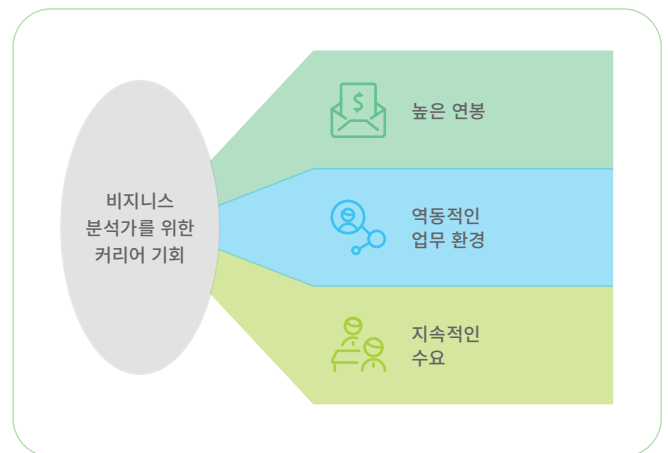 비지니스
분석가를 위한
커리어 기회
$
높은 연봉
역동적인
업무 환경
지속적인
수요